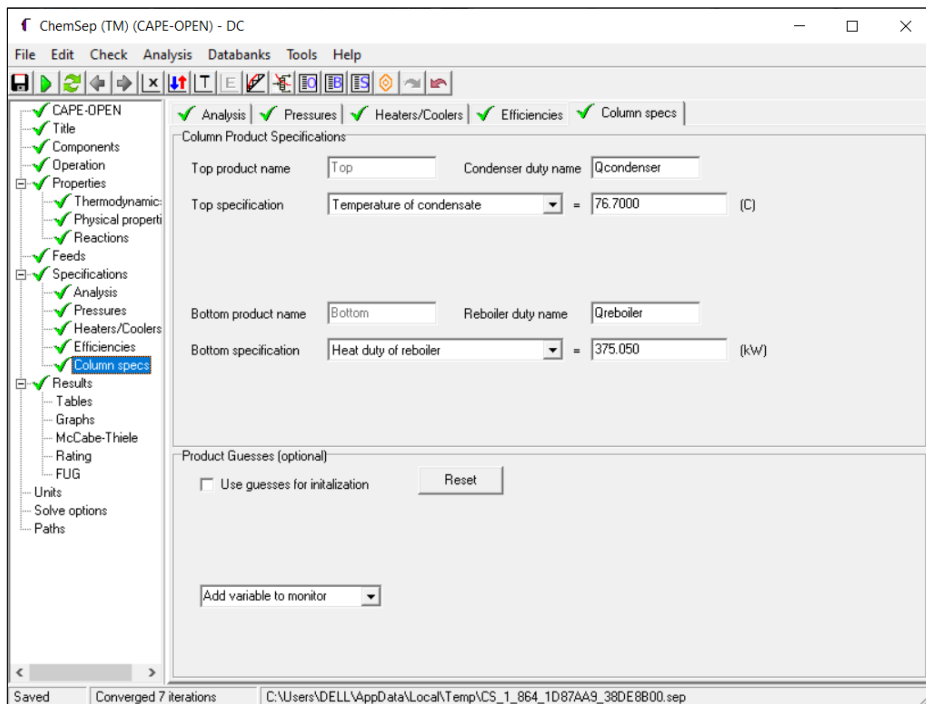 ChemSep (TM) (CAPE-OPEN) - DC
File Edit Check Analysis Databanks Tools Help
CAPE-OPEN
Title
Components
Operation
Properties
Thermodynamic:
Physical properti
Reactions
Feeds
Specifications
Analysis
Pressures
Heaters/Coolers
Efficiencies
Column specs
Results
Tables
Graphs
McCabe-Thiele
Rating
FUG
Units
Solve options
Paths
Analysis Pressures Heaters/Coolers Efficiencies Column specs
Column Product Specifications
Top product name Top Condenser duty name Qcondenser
Top specification Temperature of condensate = 76.7000 (C)
Bottom product name Bottom Reboiler duty name Qreboiler
Bottom specification Heat duty of reboiler = 375.050 (kW)
Product Guesses (optional)
Use guesses for initalization Reset
Add variable to monitor
Saved Converged 7 iterations C:\Users\DELL\AppData\Local\Temp\CS_1_864_1D87AA9_38DE8B00.sep